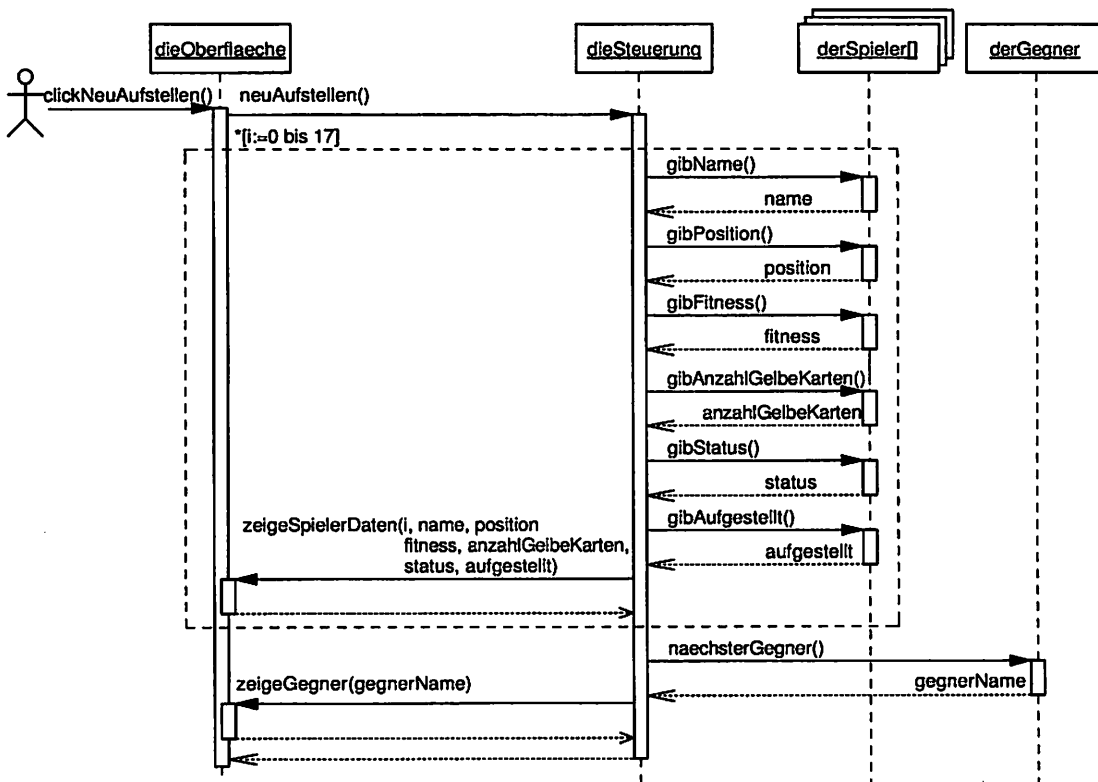 dieOberflaeche
dieSteuerung
derSpieler[]
derGegner
clickNeuAufstellen()
neuAufstellen()
*[i:=0 bis 17]
gibName()
name
gibPosition()
position
gibFitness()
fitness
gibAnzahlGelbeKarten()
anzahlGelbeKarten
gibStatus()
status
gibAufgestellt()
aufgestellt
zeigeSpielerDaten(i, name, position
fitness, anzahlGelbeKarten,
status, aufgestellt)
naechsterGegner()
gegnerName
zeigeGegner(gegnerName)